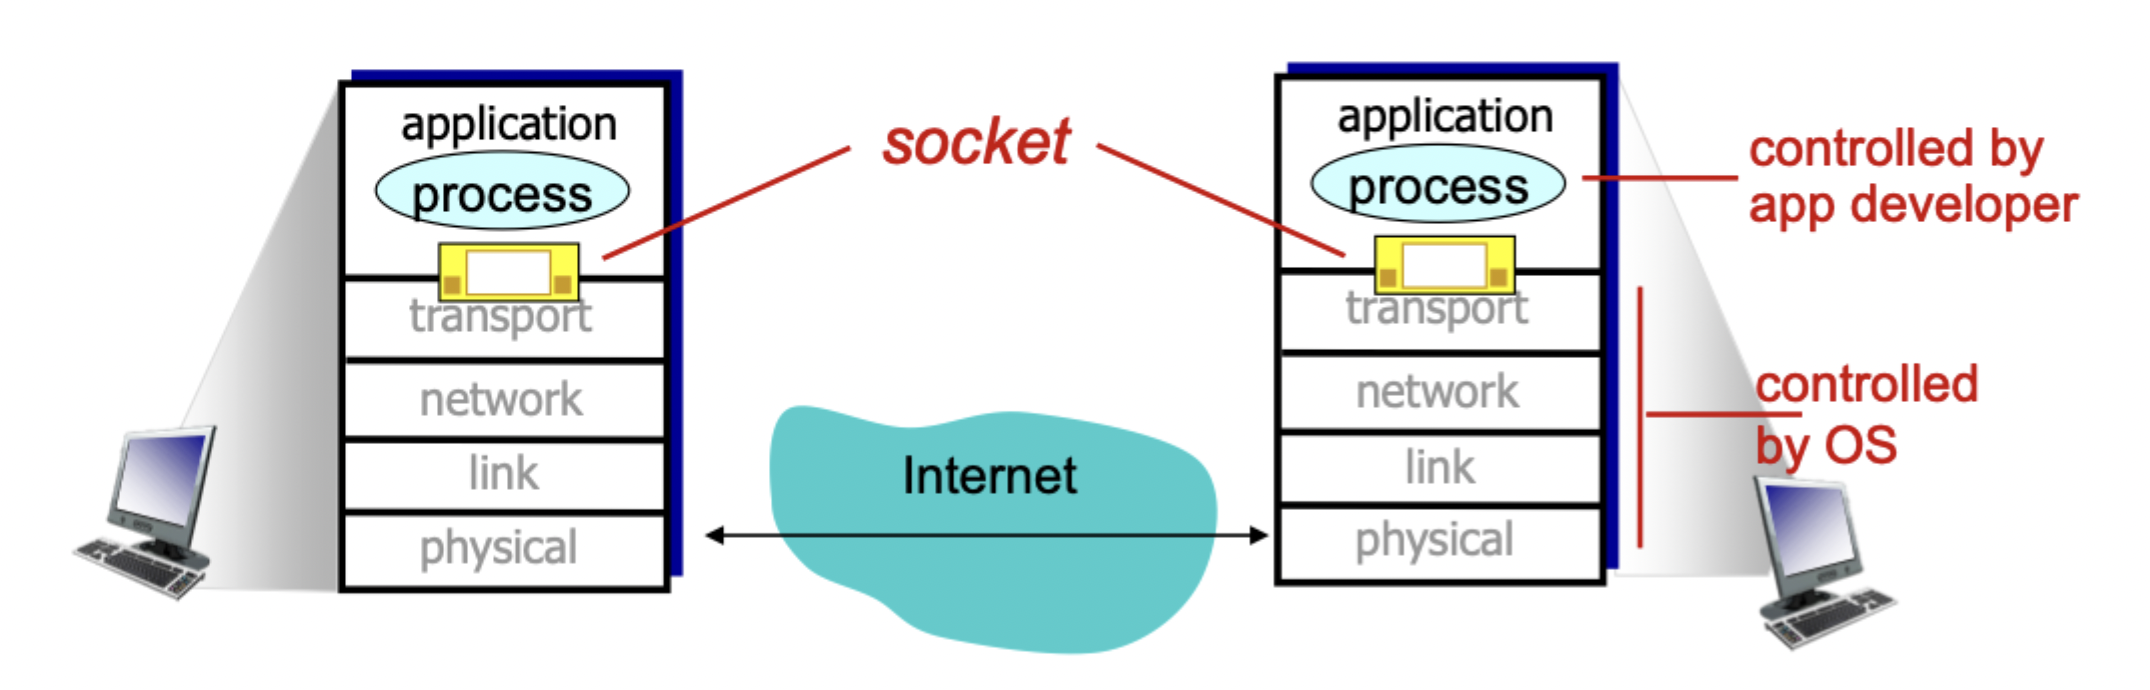 application
process
transport
network
link
physical
socket
Internet
application
process
transport
network
link
physical
controlled by
app developer
controlled
by OS